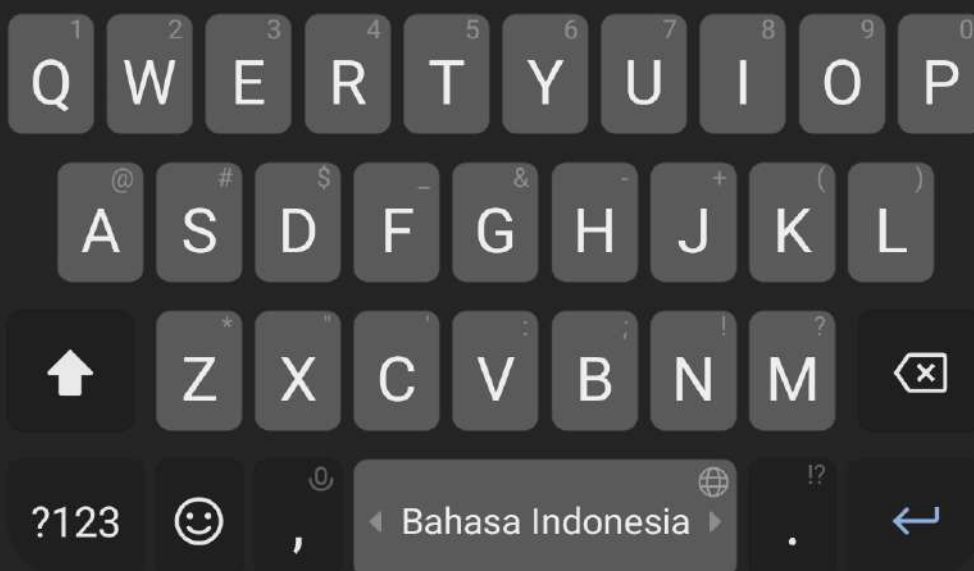 1 2 3 4 5 6 7 8 9 0
Q W E R T Y U I O P
@ # $ _ & - + ( )
A S D F G H J K L
* " ' : ; ! ?
Z X C V B N M
!?
?123 , Bahasa Indonesia .